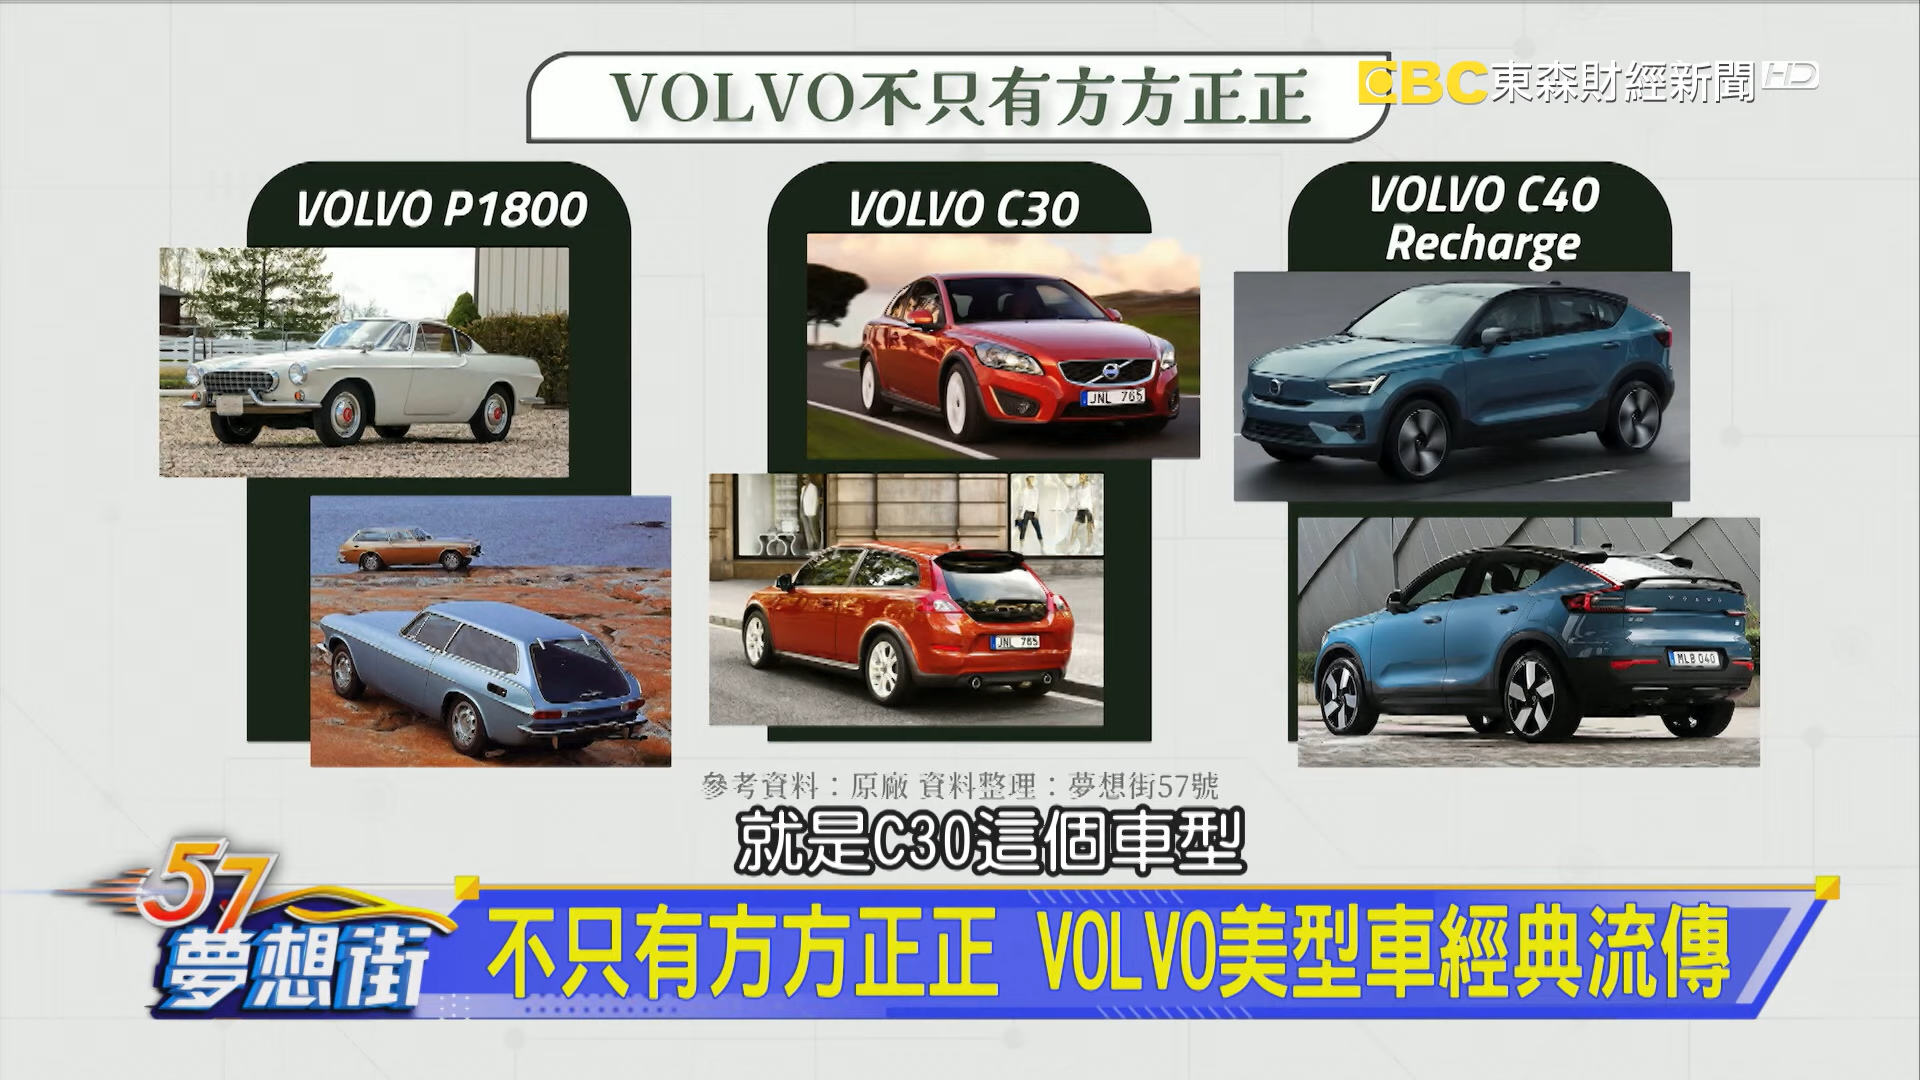 VOLVO不只有方方正正
EBC東森財經新聞HD
VOLVO P1800
VOLVO C30
VOLVO C40
Recharge
JNL 765
JNL 765
VOLVO
MLB 040
參考資料：原廠 資料整理：夢想街57號
就是C30這個車型
57
夢想街
不只有方方正正 VOLVO美型車經典流傳